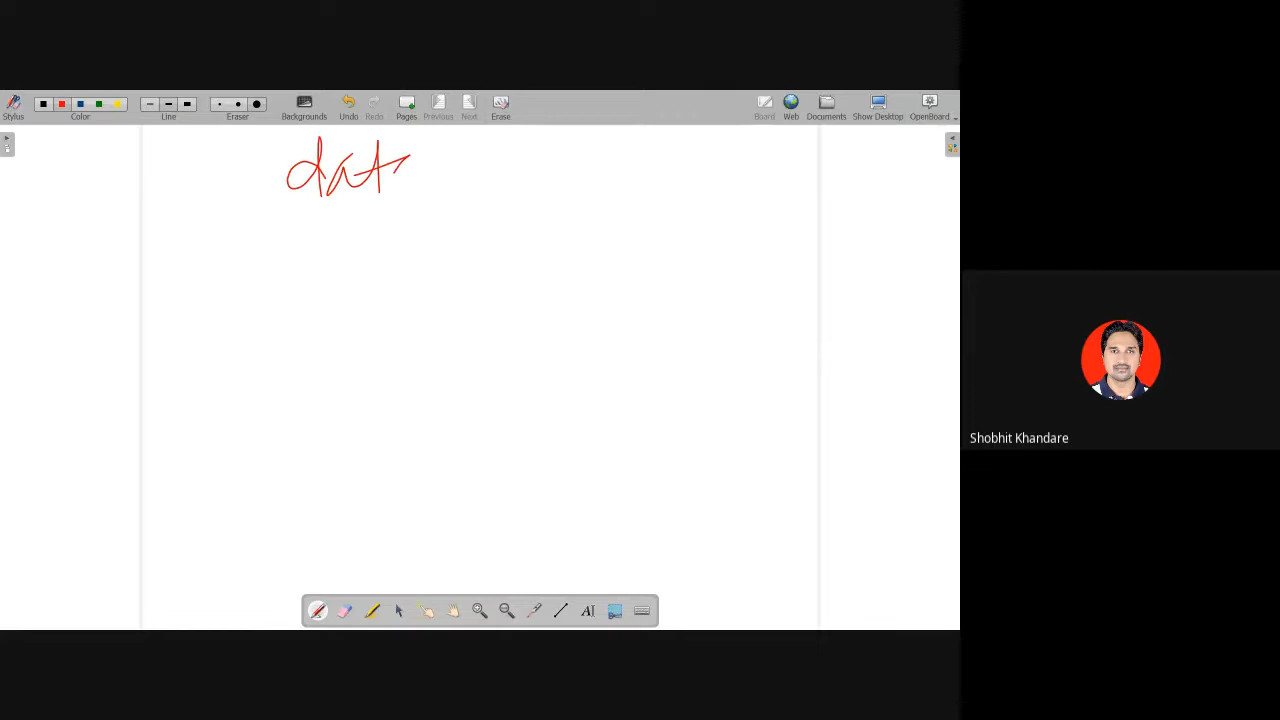 Stylus Color Line Eraser Backgrounds Undo Redo Pages Previous Next Erase Board Web Documents Show Desktop OpenBoard
dat
Shobhit Khandare
AI